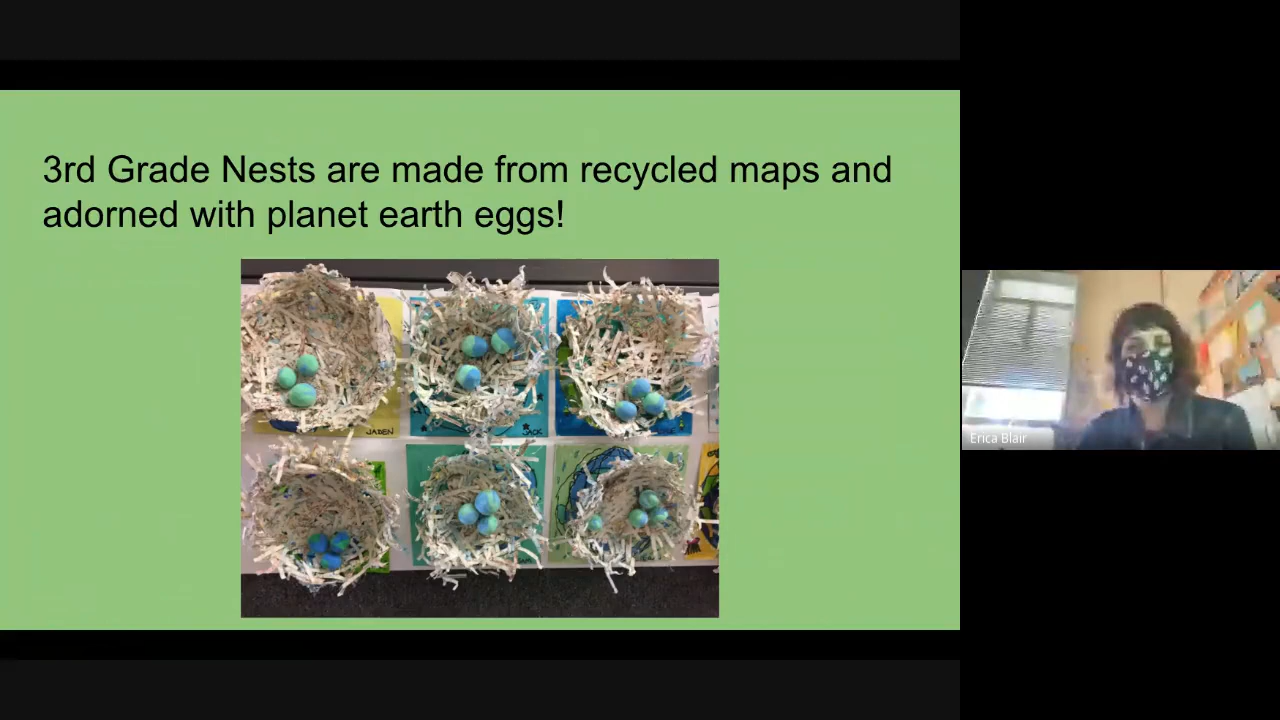 3rd Grade Nests are made from recycled maps and
adorned with planet earth eggs!
JADEN
JACK
Erica Blair